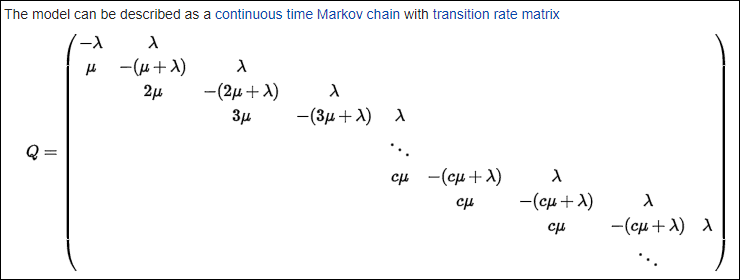 The model can be described as a continuous time Markov chain with transition rate matrix
−λ λ
μ −(μ + λ) λ
2μ −(2μ + λ) λ
3μ −(3μ + λ) λ
Q =
⋱
cμ −(cμ + λ) λ
cμ −(cμ + λ) λ
cμ −(cμ + λ) λ
⋱